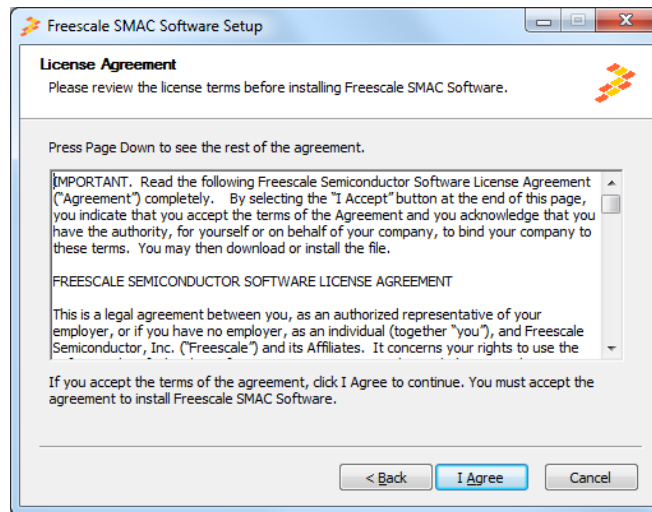 Freescale SMAC Software Setup
License Agreement
Please review the license terms before installing Freescale SMAC Software.
Press Page Down to see the rest of the agreement.
IMPORTANT.  Read the following Freescale Semiconductor Software License Agreement
("Agreement") completely.   By selecting the "I Accept" button at the end of this page,
you indicate that you accept the terms of the Agreement and you acknowledge that you
have the authority, for yourself or on behalf of your company, to bind your company to
these terms.  You may then download or install the file.
FREESCALE SEMICONDUCTOR SOFTWARE LICENSE AGREEMENT
This is a legal agreement between you, as an authorized representative of your
employer, or if you have no employer, as an individual (together "you"), and Freescale
Semiconductor, Inc. ("Freescale") and its Affiliates.  It concerns your rights to use the
If you accept the terms of the agreement, click I Agree to continue. You must accept the
agreement to install Freescale SMAC Software.
< Back
I Agree
Cancel